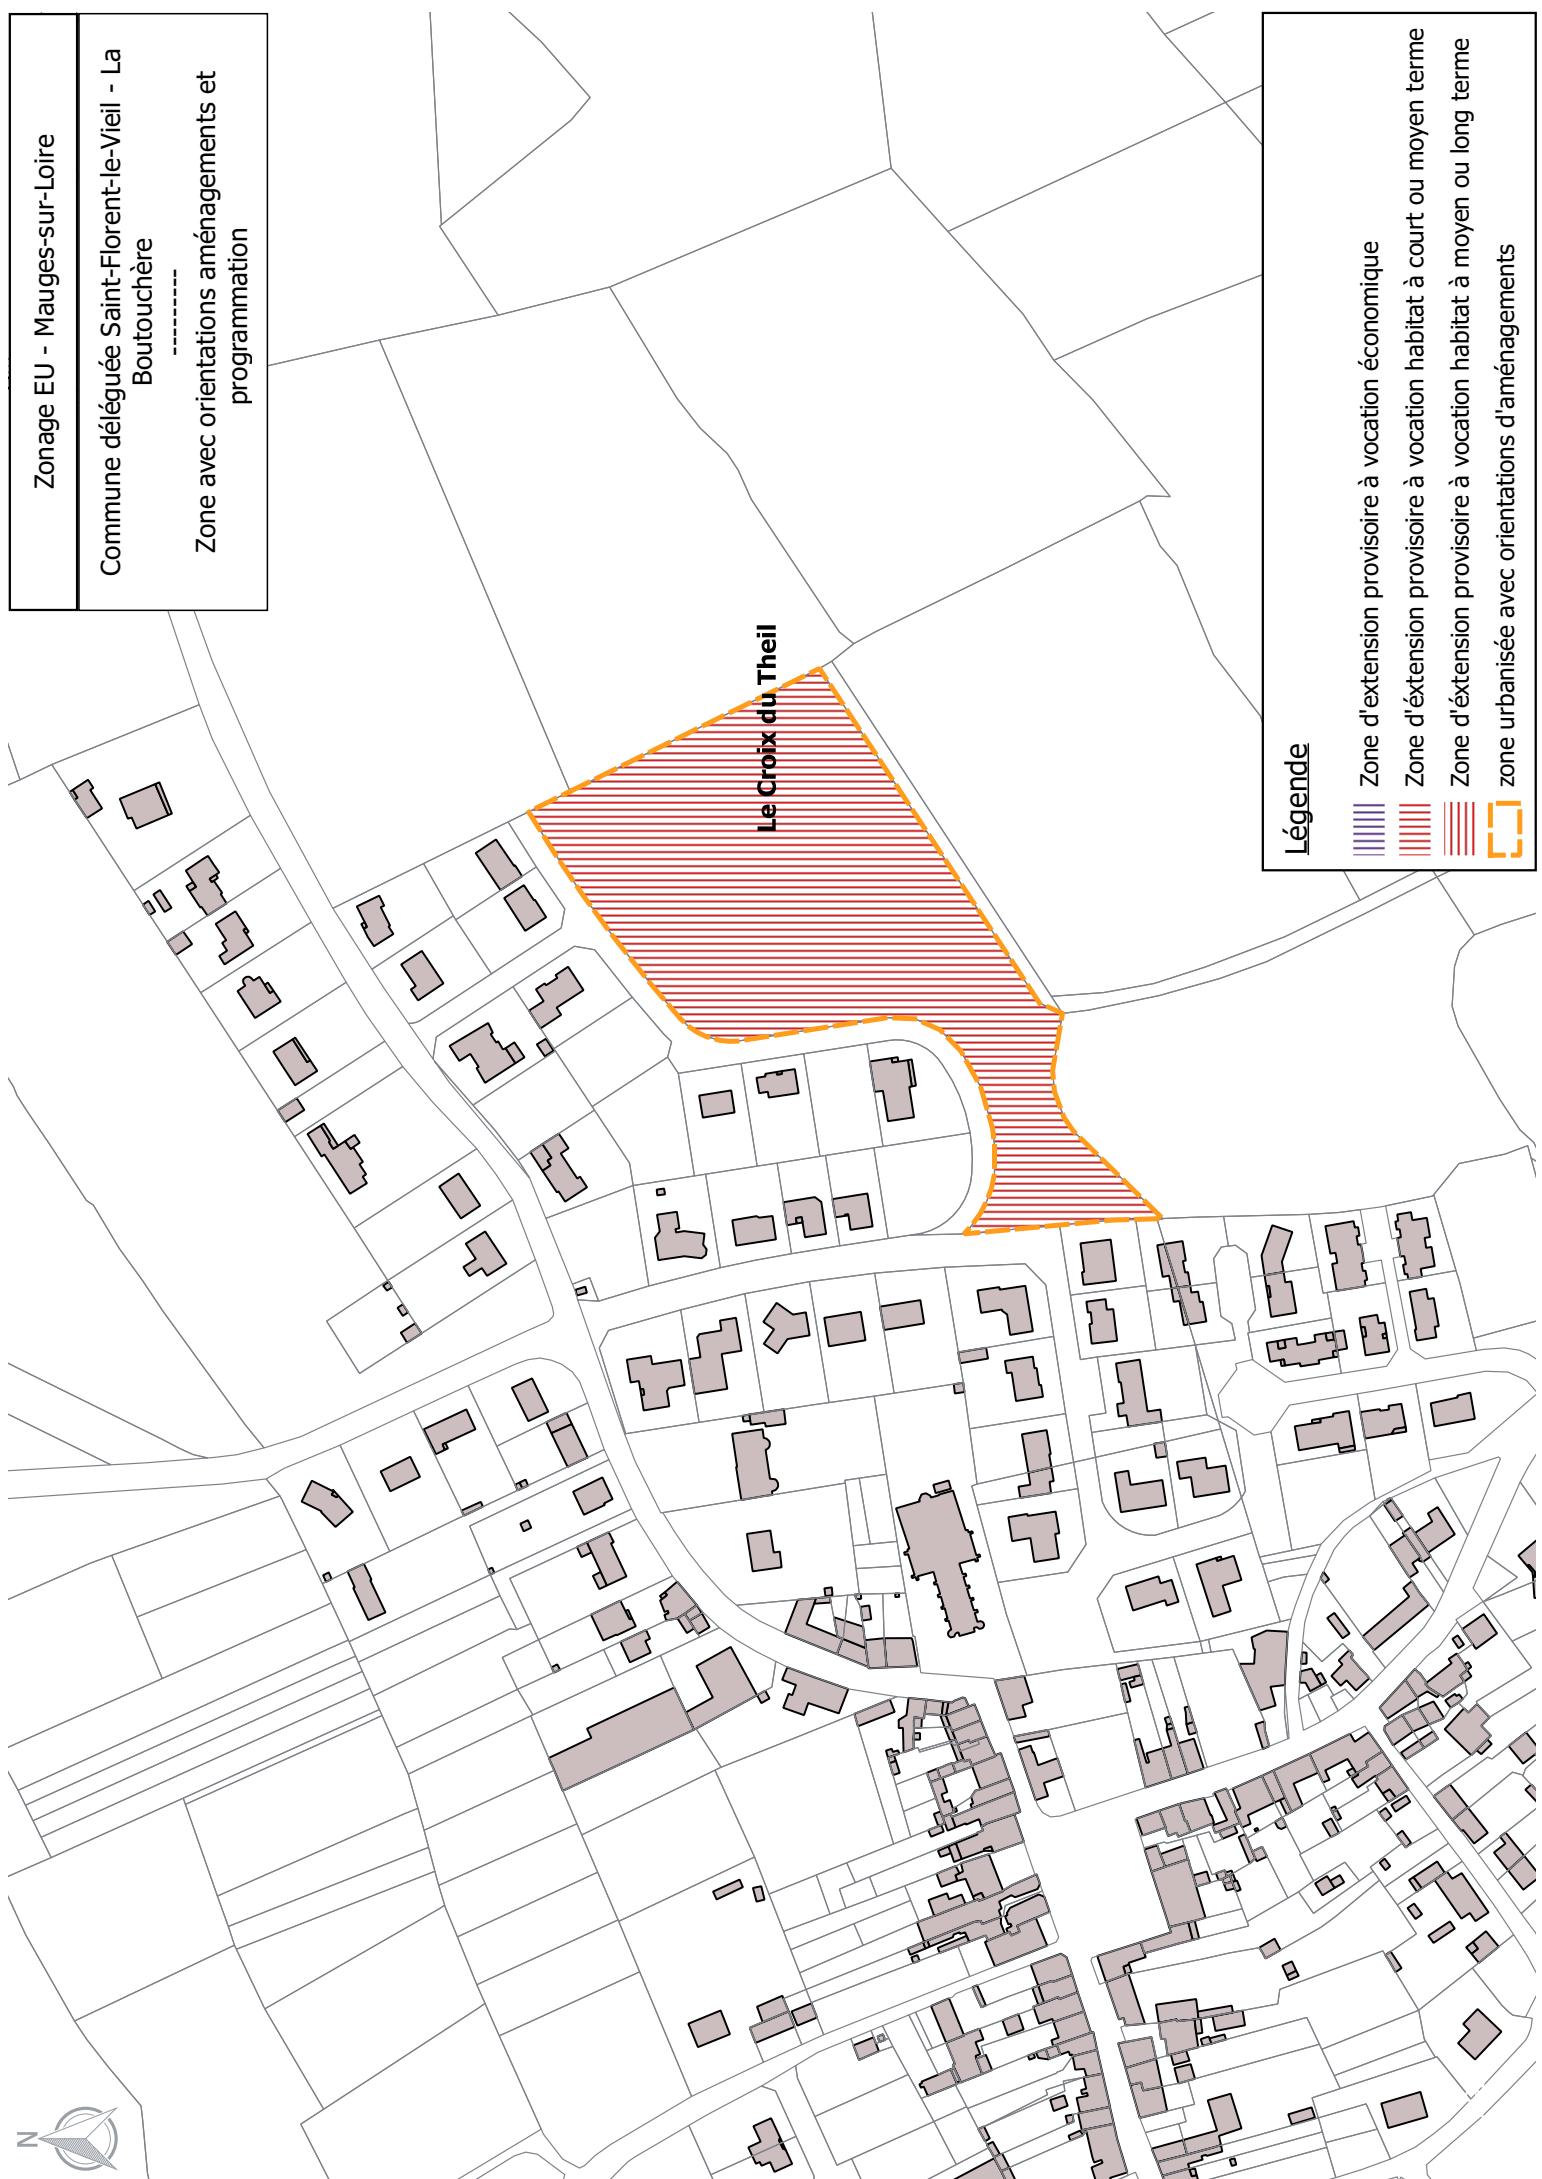 Zonage EU - Mauges-sur-Loire
Commune déléguée Saint-Florent-le-Vieil - La
Boutouchère
----------
Zone avec orientations aménagements et
programmation
Le Croix du Theil
Légende
Zone d'extension provisoire à vocation économique
Zone d'éxtension provisoire à vocation habitat à court ou moyen terme
Zone d'éxtension provisoire à vocation habitat à moyen ou long terme
zone urbanisée avec orientations d'aménagements
N